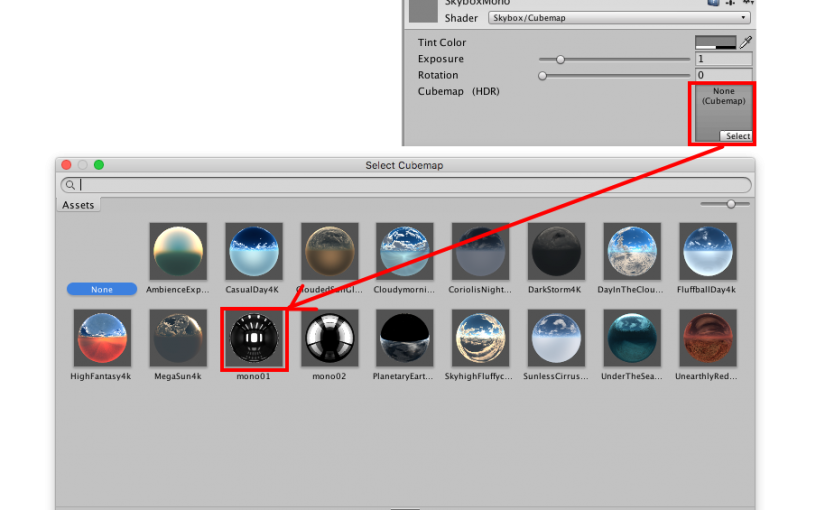 SkyboxMono
Shader Skybox/Cubemap
Tint Color
Exposure 1
Rotation 0
Cubemap (HDR) None
(Cubemap)
Select
Select Cubemap
Assets
None AmbienceExp... CasualDay4K CloudedSunGl... Cloudymorni... CoriolisNight... DarkStorm4K DayInTheClou... FluffballDay4K
HighFantasy4k MegaSun4k mono01 mono02 PlanetaryEart... SkyhighFluffyc... SunlessCirrus... UnderTheSea... UnearthlyRed...